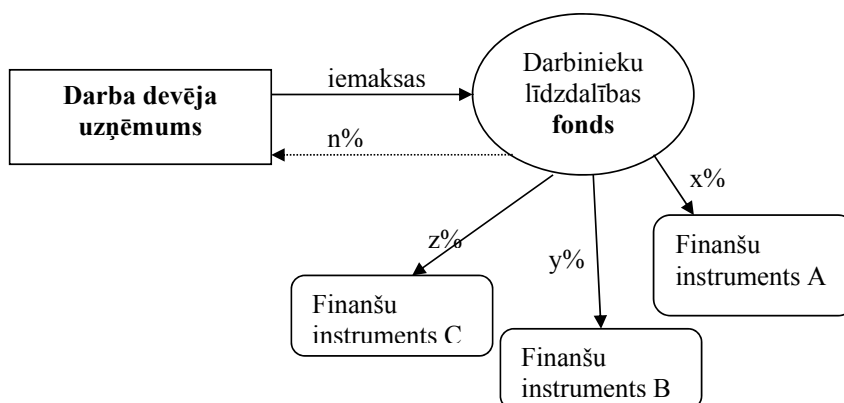 Darba devēja
uzņēmums
iemaksas
n%
Darbinieku
līdzdalības
fonds
x%
y%
z%
Finanšu
instruments A
Finanšu
instruments B
Finanšu
instruments C